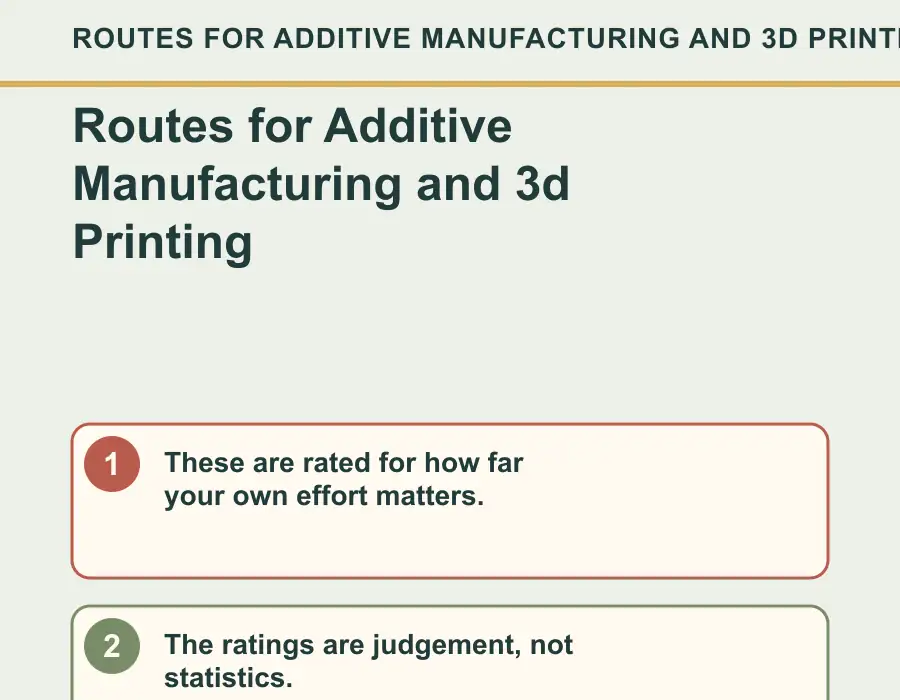 ROUTES FOR ADDITIVE MANUFACTURING AND 3D
Routes for Additive
Manufacturing and 3d
Printing
1
These are rated for how far
your own effort matters.
2
The ratings are judgement, not
statistics.